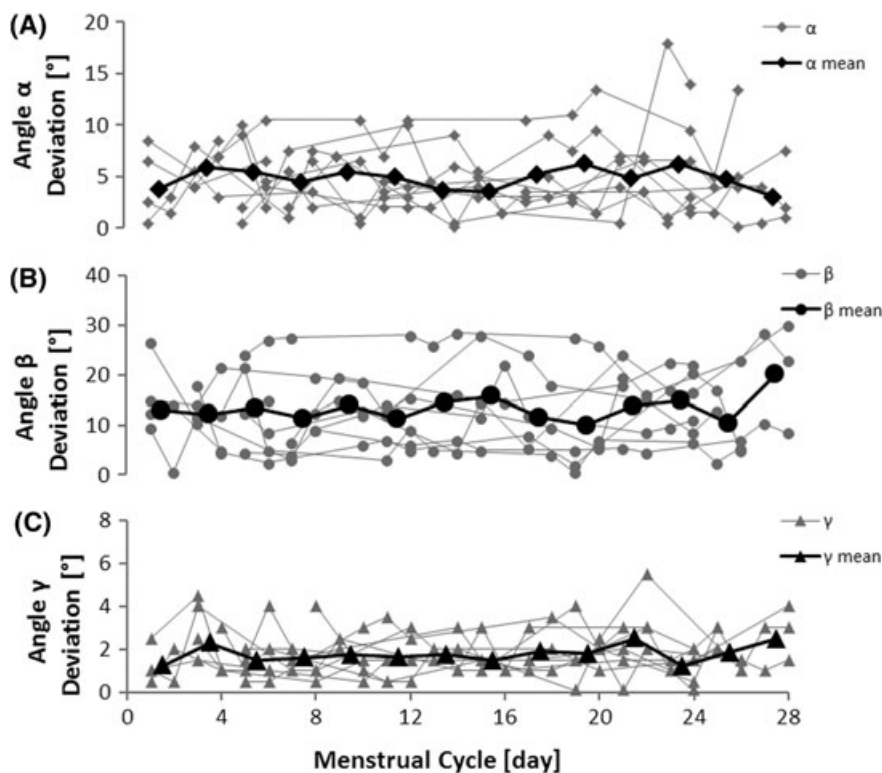 (A)
Angle α
Deviation [°]
20
15
10
5
0
α
α mean
(B)
Angle β
Deviation [°]
40
30
20
10
0
β
β mean
(C)
Angle γ
Deviation [°]
8
6
4
2
0
γ
γ mean
0 4 8 12 16 20 24 28
Menstrual Cycle [day]